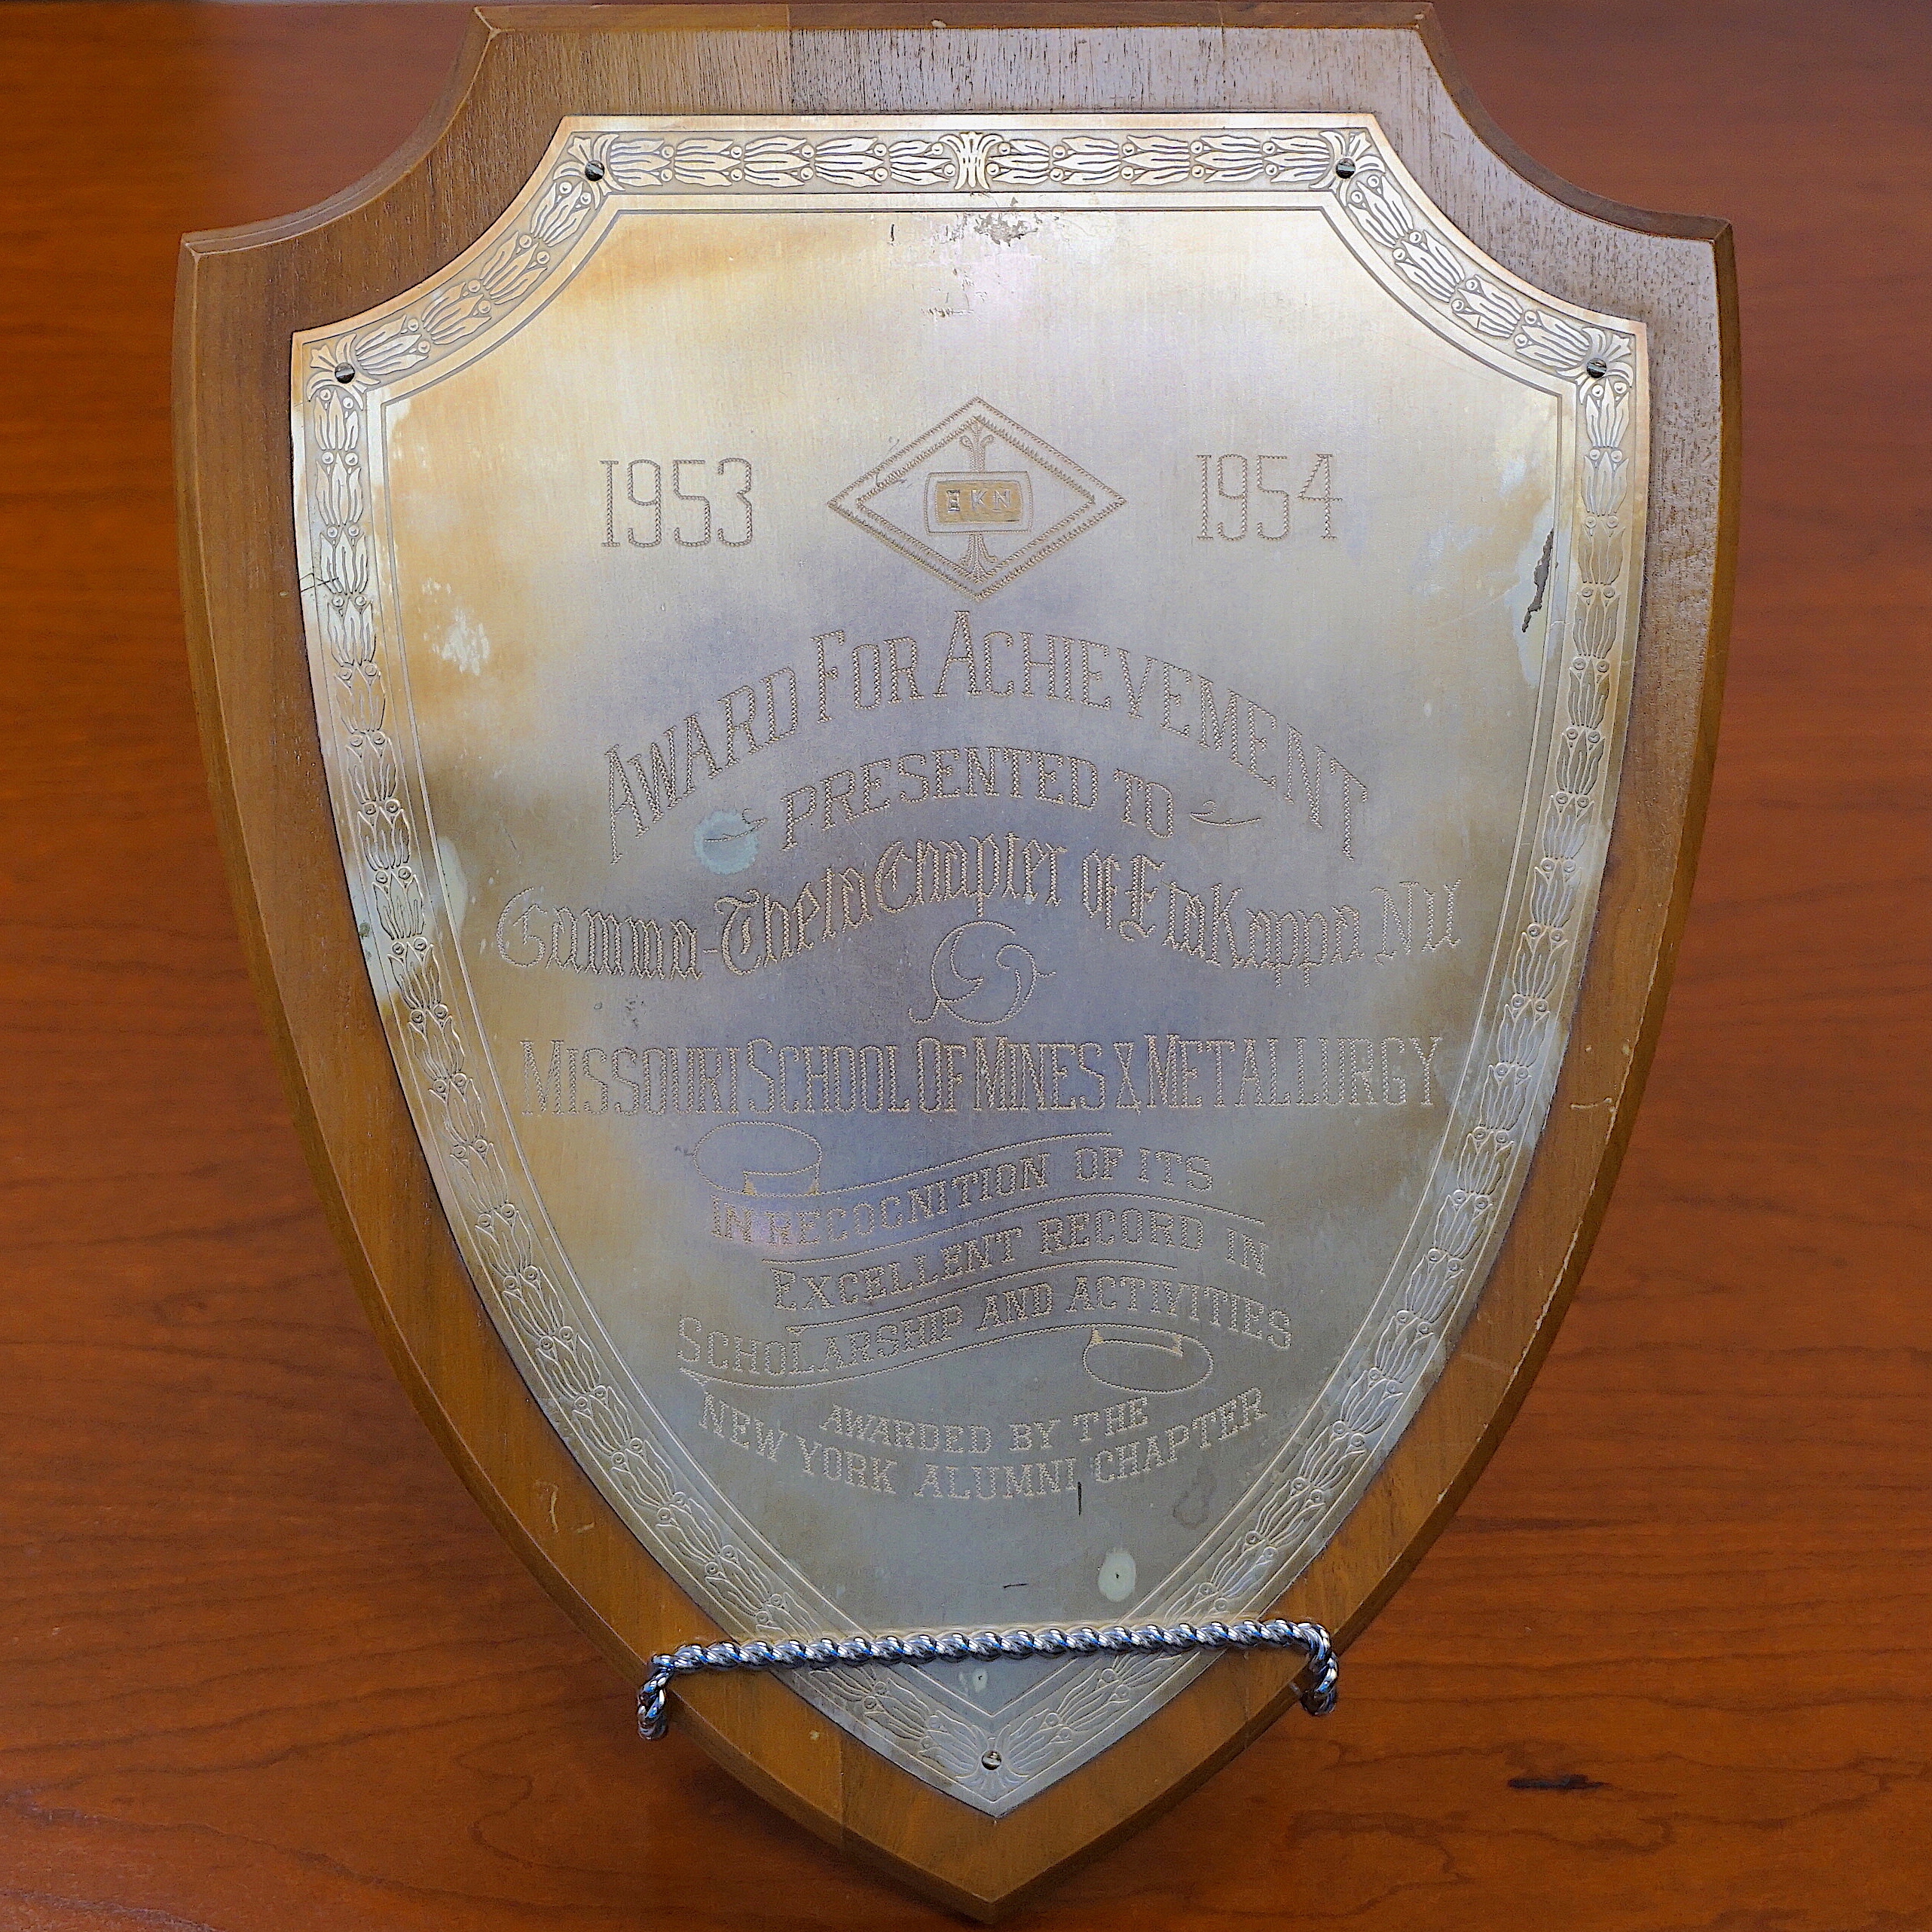 1953 HKN 1954
AWARD FOR ACHIEVEMENT
PRESENTED TO
Gamma-Theta Chapter of Eta Kappa Nu
MISSOURI SCHOOL OF MINES & METALLURGY
IN RECOGNITION OF ITS
EXCELLENT RECORD IN
SCHOLARSHIP AND ACTIVITIES
AWARDED BY THE
NEW YORK ALUMNI CHAPTER